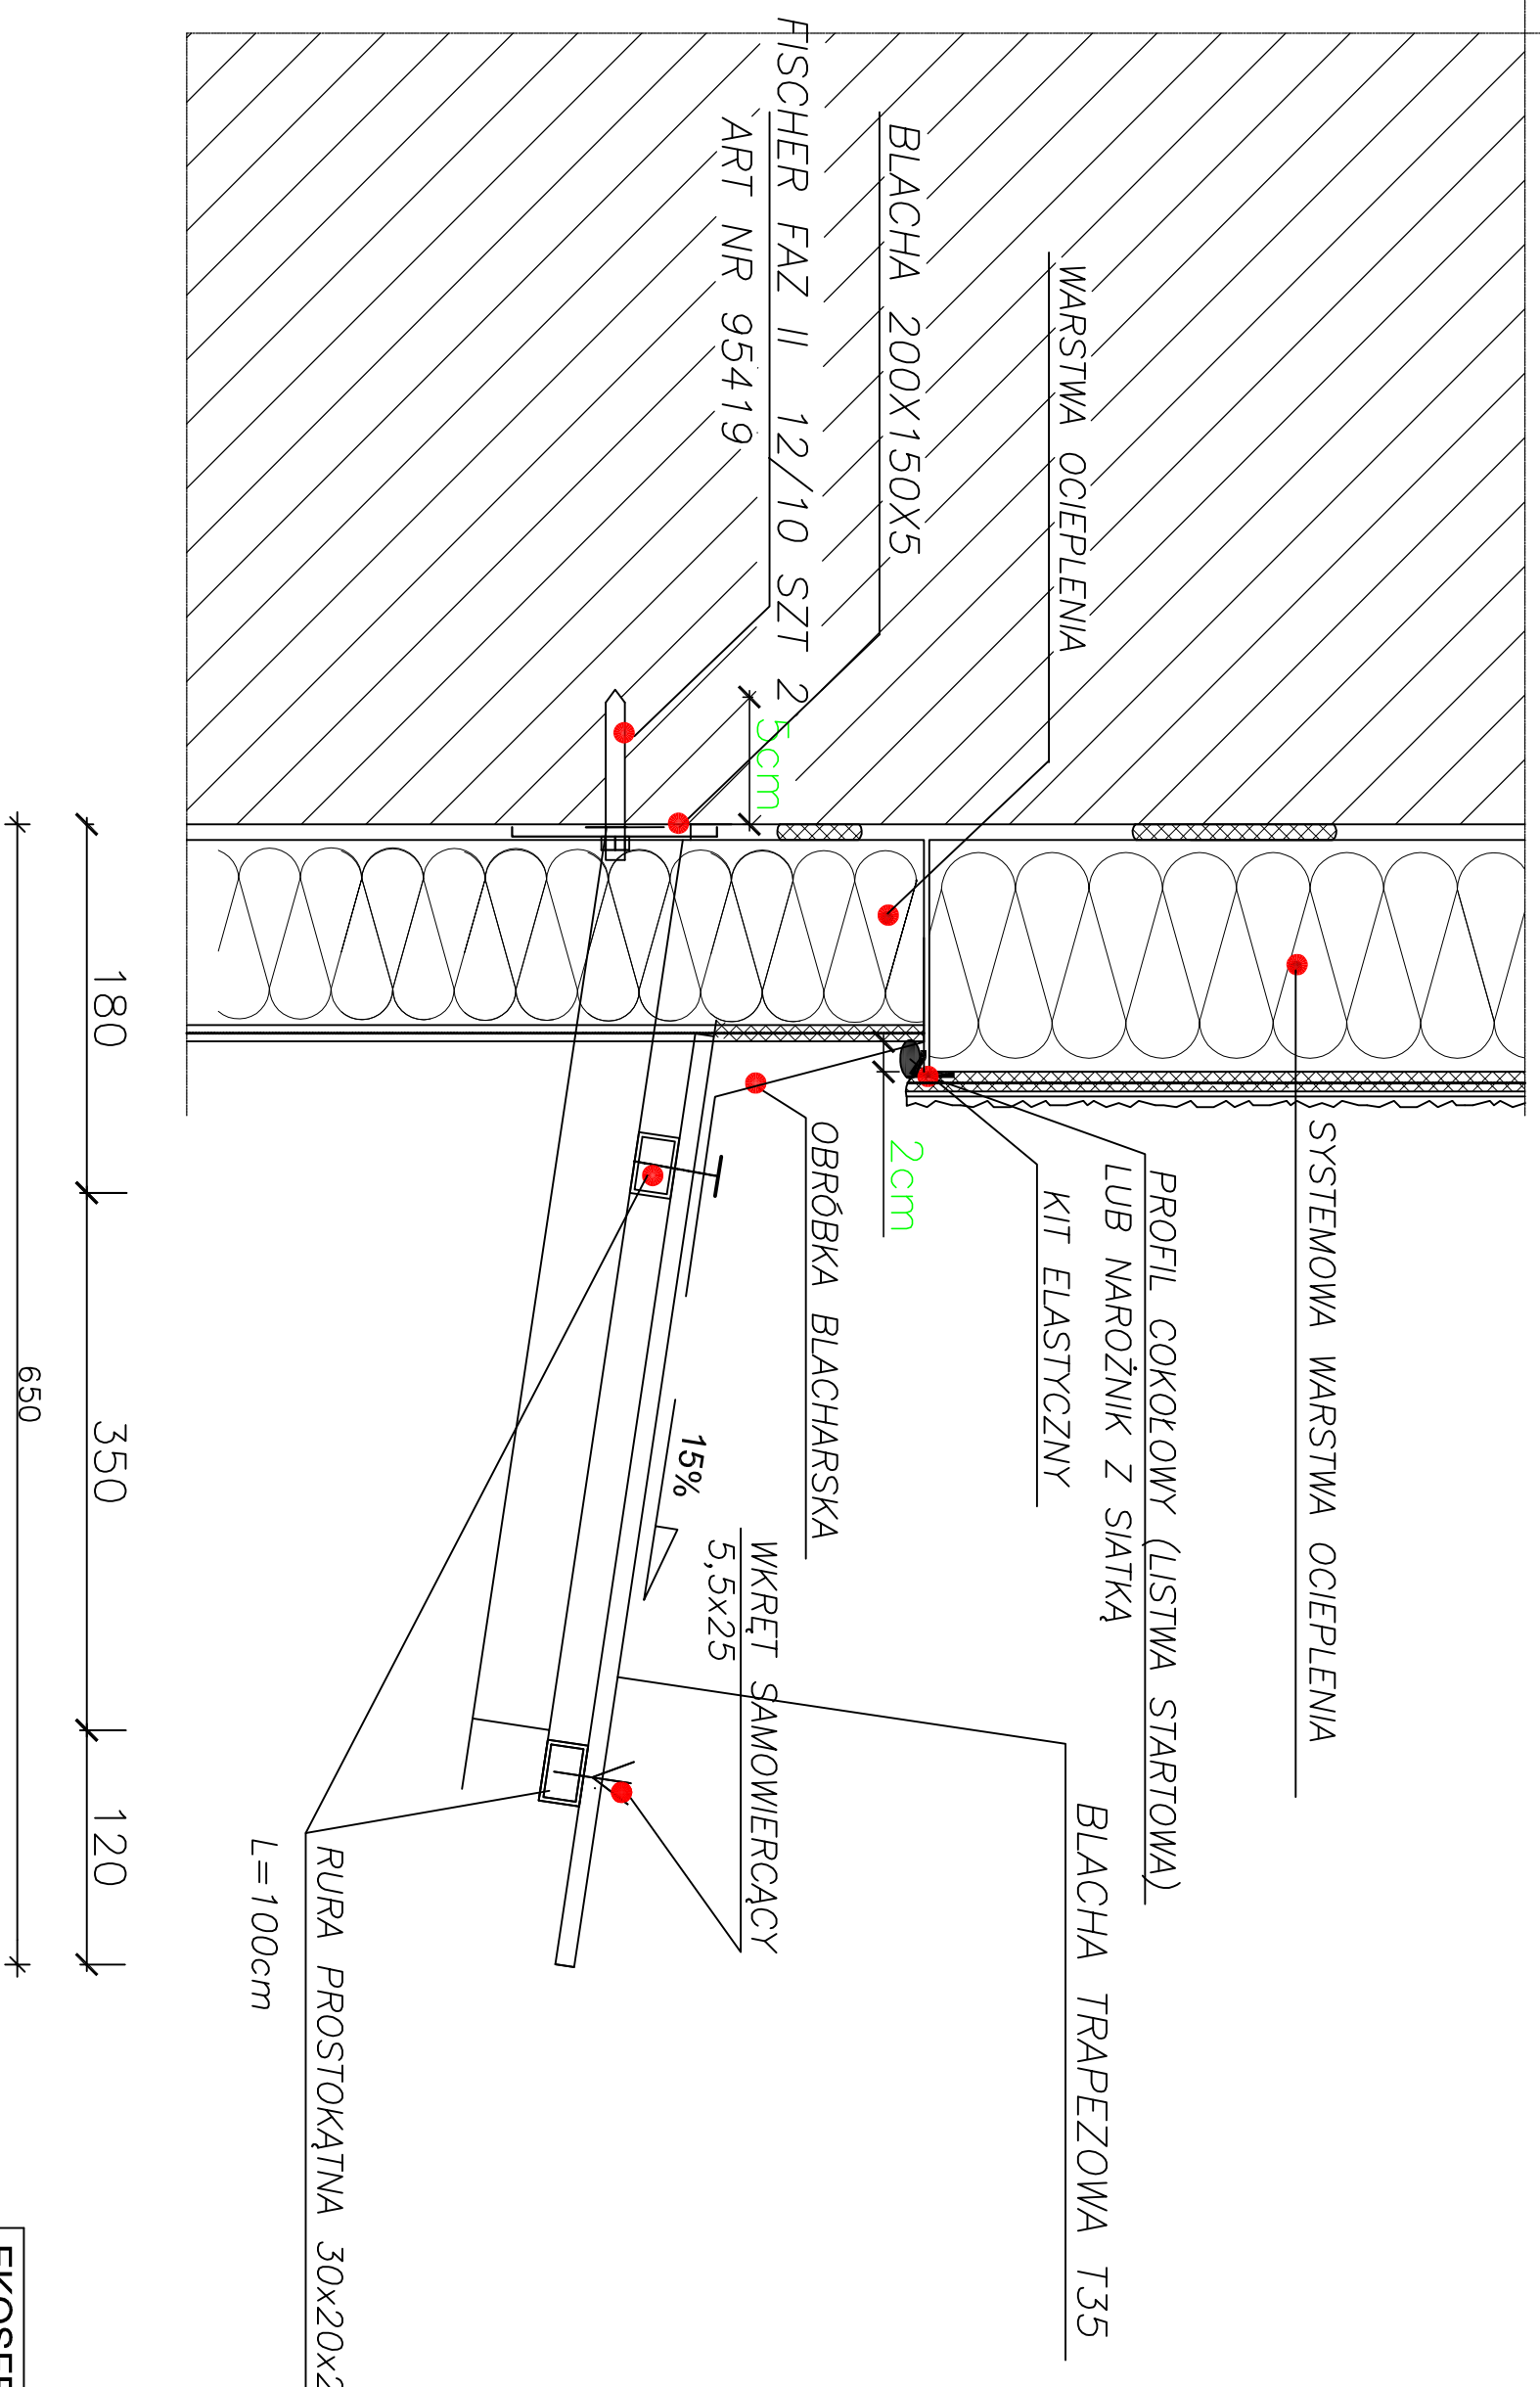 SYSTEMOWA WARSTWA OCIEPLENIA
PROFIL COKOŁOWY (LISTWA STARTOWA)
LUB NAROŻNIK Z SIATKĄ
BLACHA TRAPEZOWA T35
WARSTWA OCIEPLENIA
KIT ELASTYCZNY
BLACHA 200X150X5
2cm
OBRÓBKA BLACHARSKA
FISCHER FAZ II 12/10 SZT 2
ART NR 95419
5cm
WKRĘT SAMOWIERCĄCY
5,5x25
15%
RURA PROSTOKĄTNA 30x20x2
L=100cm
180
350
120
650